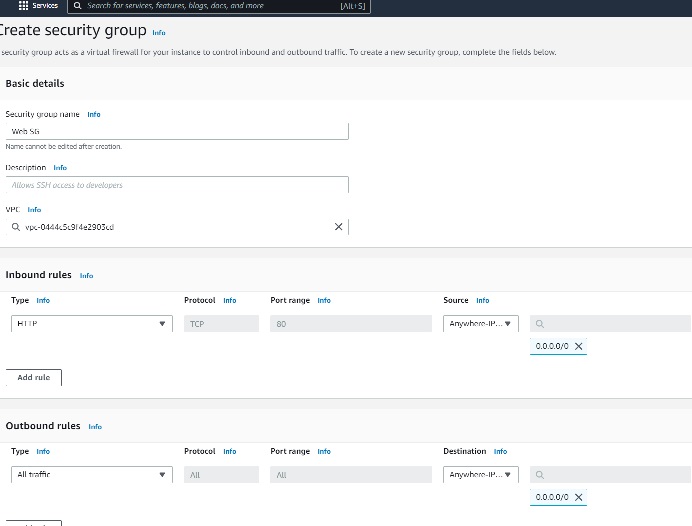 Services Search for services, features, blogs, docs, and more [Alt+S]
Create security group Info
security group acts as a virtual firewall for your instance to control inbound and outbound traffic. To create a new security group, complete the fields below.
Basic details
Security group name Info
Web SG
Name cannot be edited after creation.
Description Info
Allows SSH access to developers
VPC Info
vpc-0444c5c9f4e2903cd
Inbound rules Info
Type Info Protocol Info Port range Info Source Info
HTTP TCP 80 Anywhere-IP...
0.0.0.0/0
Add rule
Outbound rules Info
Type Info Protocol Info Port range Info Destination Info
All traffic All All Anywhere-IP...
0.0.0.0/0